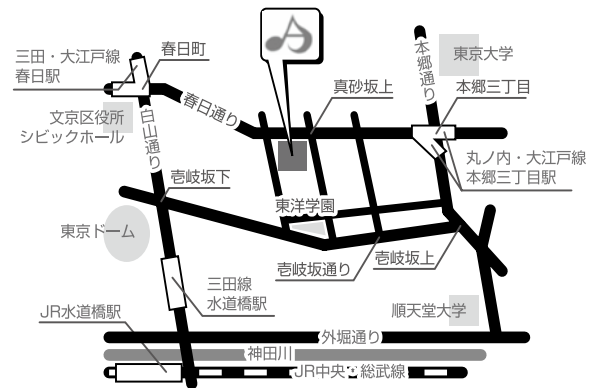 三田・大江戸線
春日駅
春日町
本郷通り
東京大学
真砂坂上
本郷三丁目
春日通り
文京区役所
シビックホール
白山通り
丸ノ内・大江戸線
本郷三丁目駅
壱岐坂下
東洋学園
東京ドーム
壱岐坂通り
壱岐坂上
三田線
水道橋駅
順天堂大学
JR水道橋駅
外堀通り
神田川
JR中央・総武線